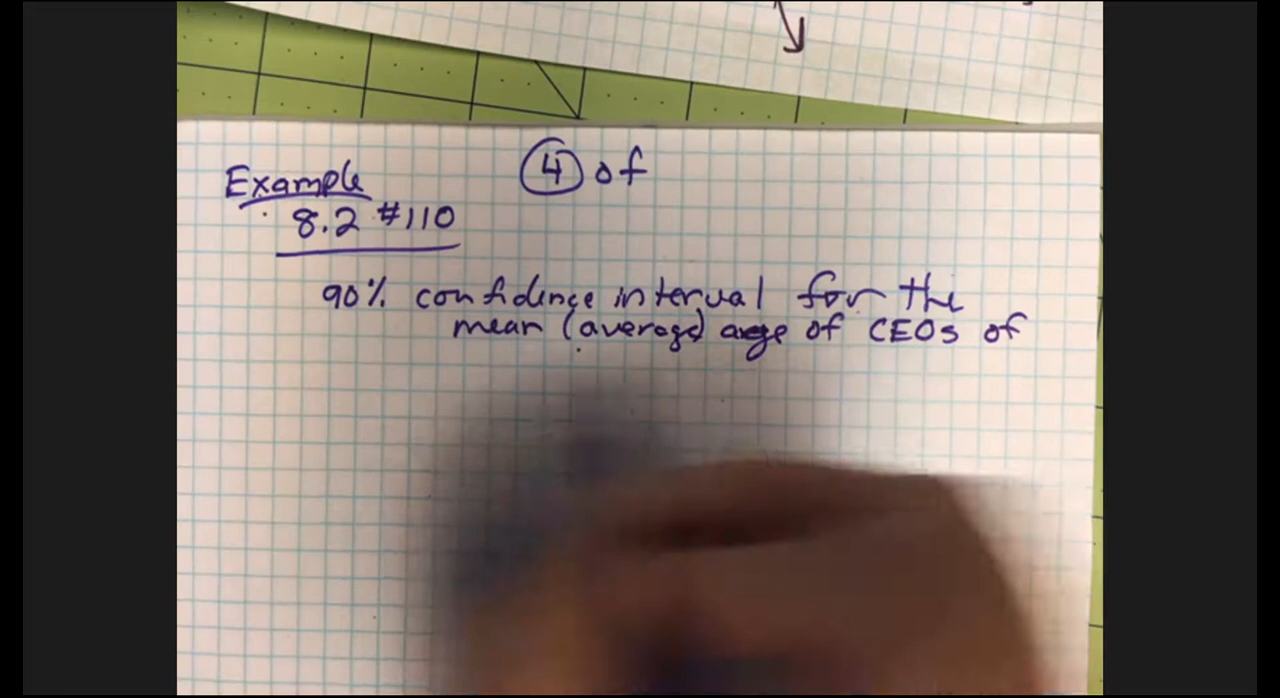 Example
④ of
8.2 #110
90% confidence interval for the
mean (average) age of CEOs of